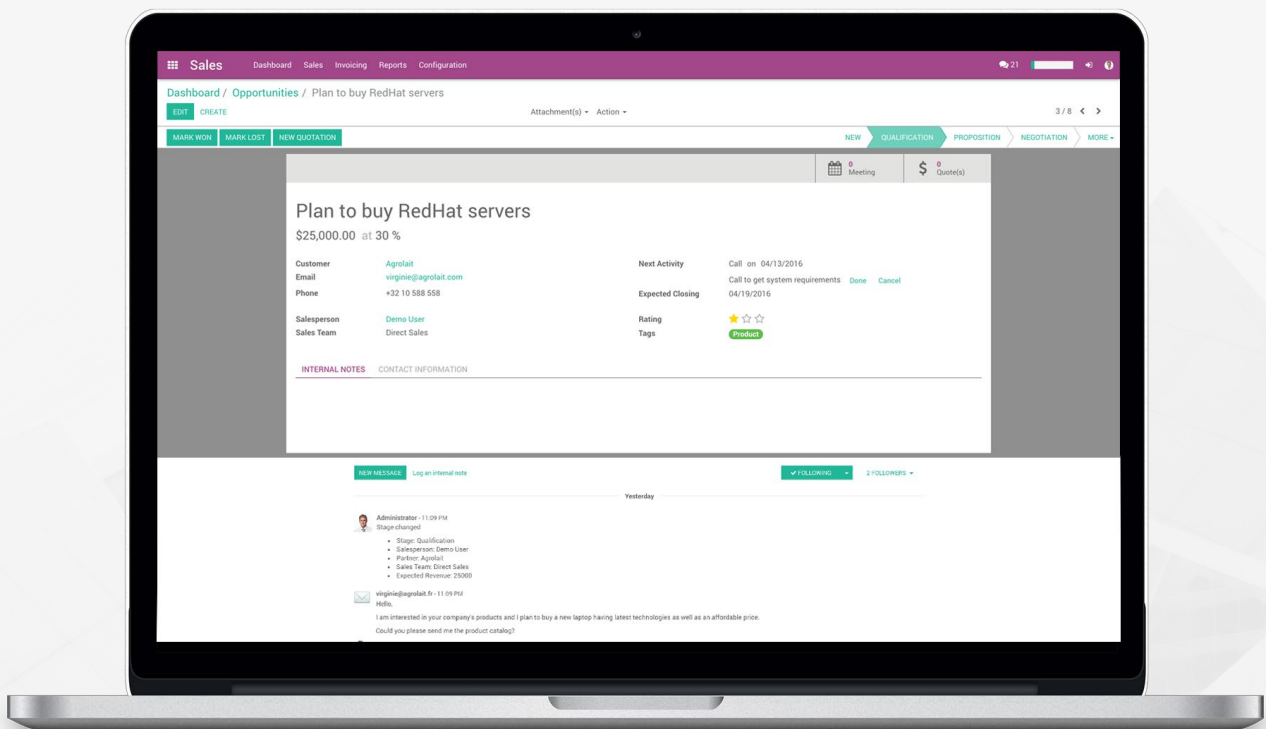 Sales Dashboard Sales Invoicing Reports Configuration 21
Dashboard / Opportunities / Plan to buy RedHat servers
EDIT CREATE Attachment(s) Action 3 / 8
MARK WON MARK LOST NEW QUOTATION NEW QUALIFICATION PROPOSITION NEGOTIATION MORE
0 Meeting
$ 0 Quote(s)
Plan to buy RedHat servers
$25,000.00 at 30 %
Customer Agrolait
Email virginie@agrolait.com
Phone +32 10 588 558
Salesperson Demo User
Sales Team Direct Sales
Next Activity Call on 04/13/2016
Call to get system requirements Done Cancel
Expected Closing 04/19/2016
Rating
Tags Product
INTERNAL NOTES CONTACT INFORMATION
NEW MESSAGE Log an internal note FOLLOWING 2 FOLLOWERS
Yesterday
Administrator - 11:09 PM
Stage changed
• Stage: Qualification
• Salesperson: Demo User
• Partner: Agrolait
• Sales Team: Direct Sales
• Expected Revenue: 25000
virginie@agrolait.fr - 11:09 PM
Hello,
I am interested in your company's products and I plan to buy a new laptop having latest technologies as well as an affordable price.
Could you please send me the product catalog?